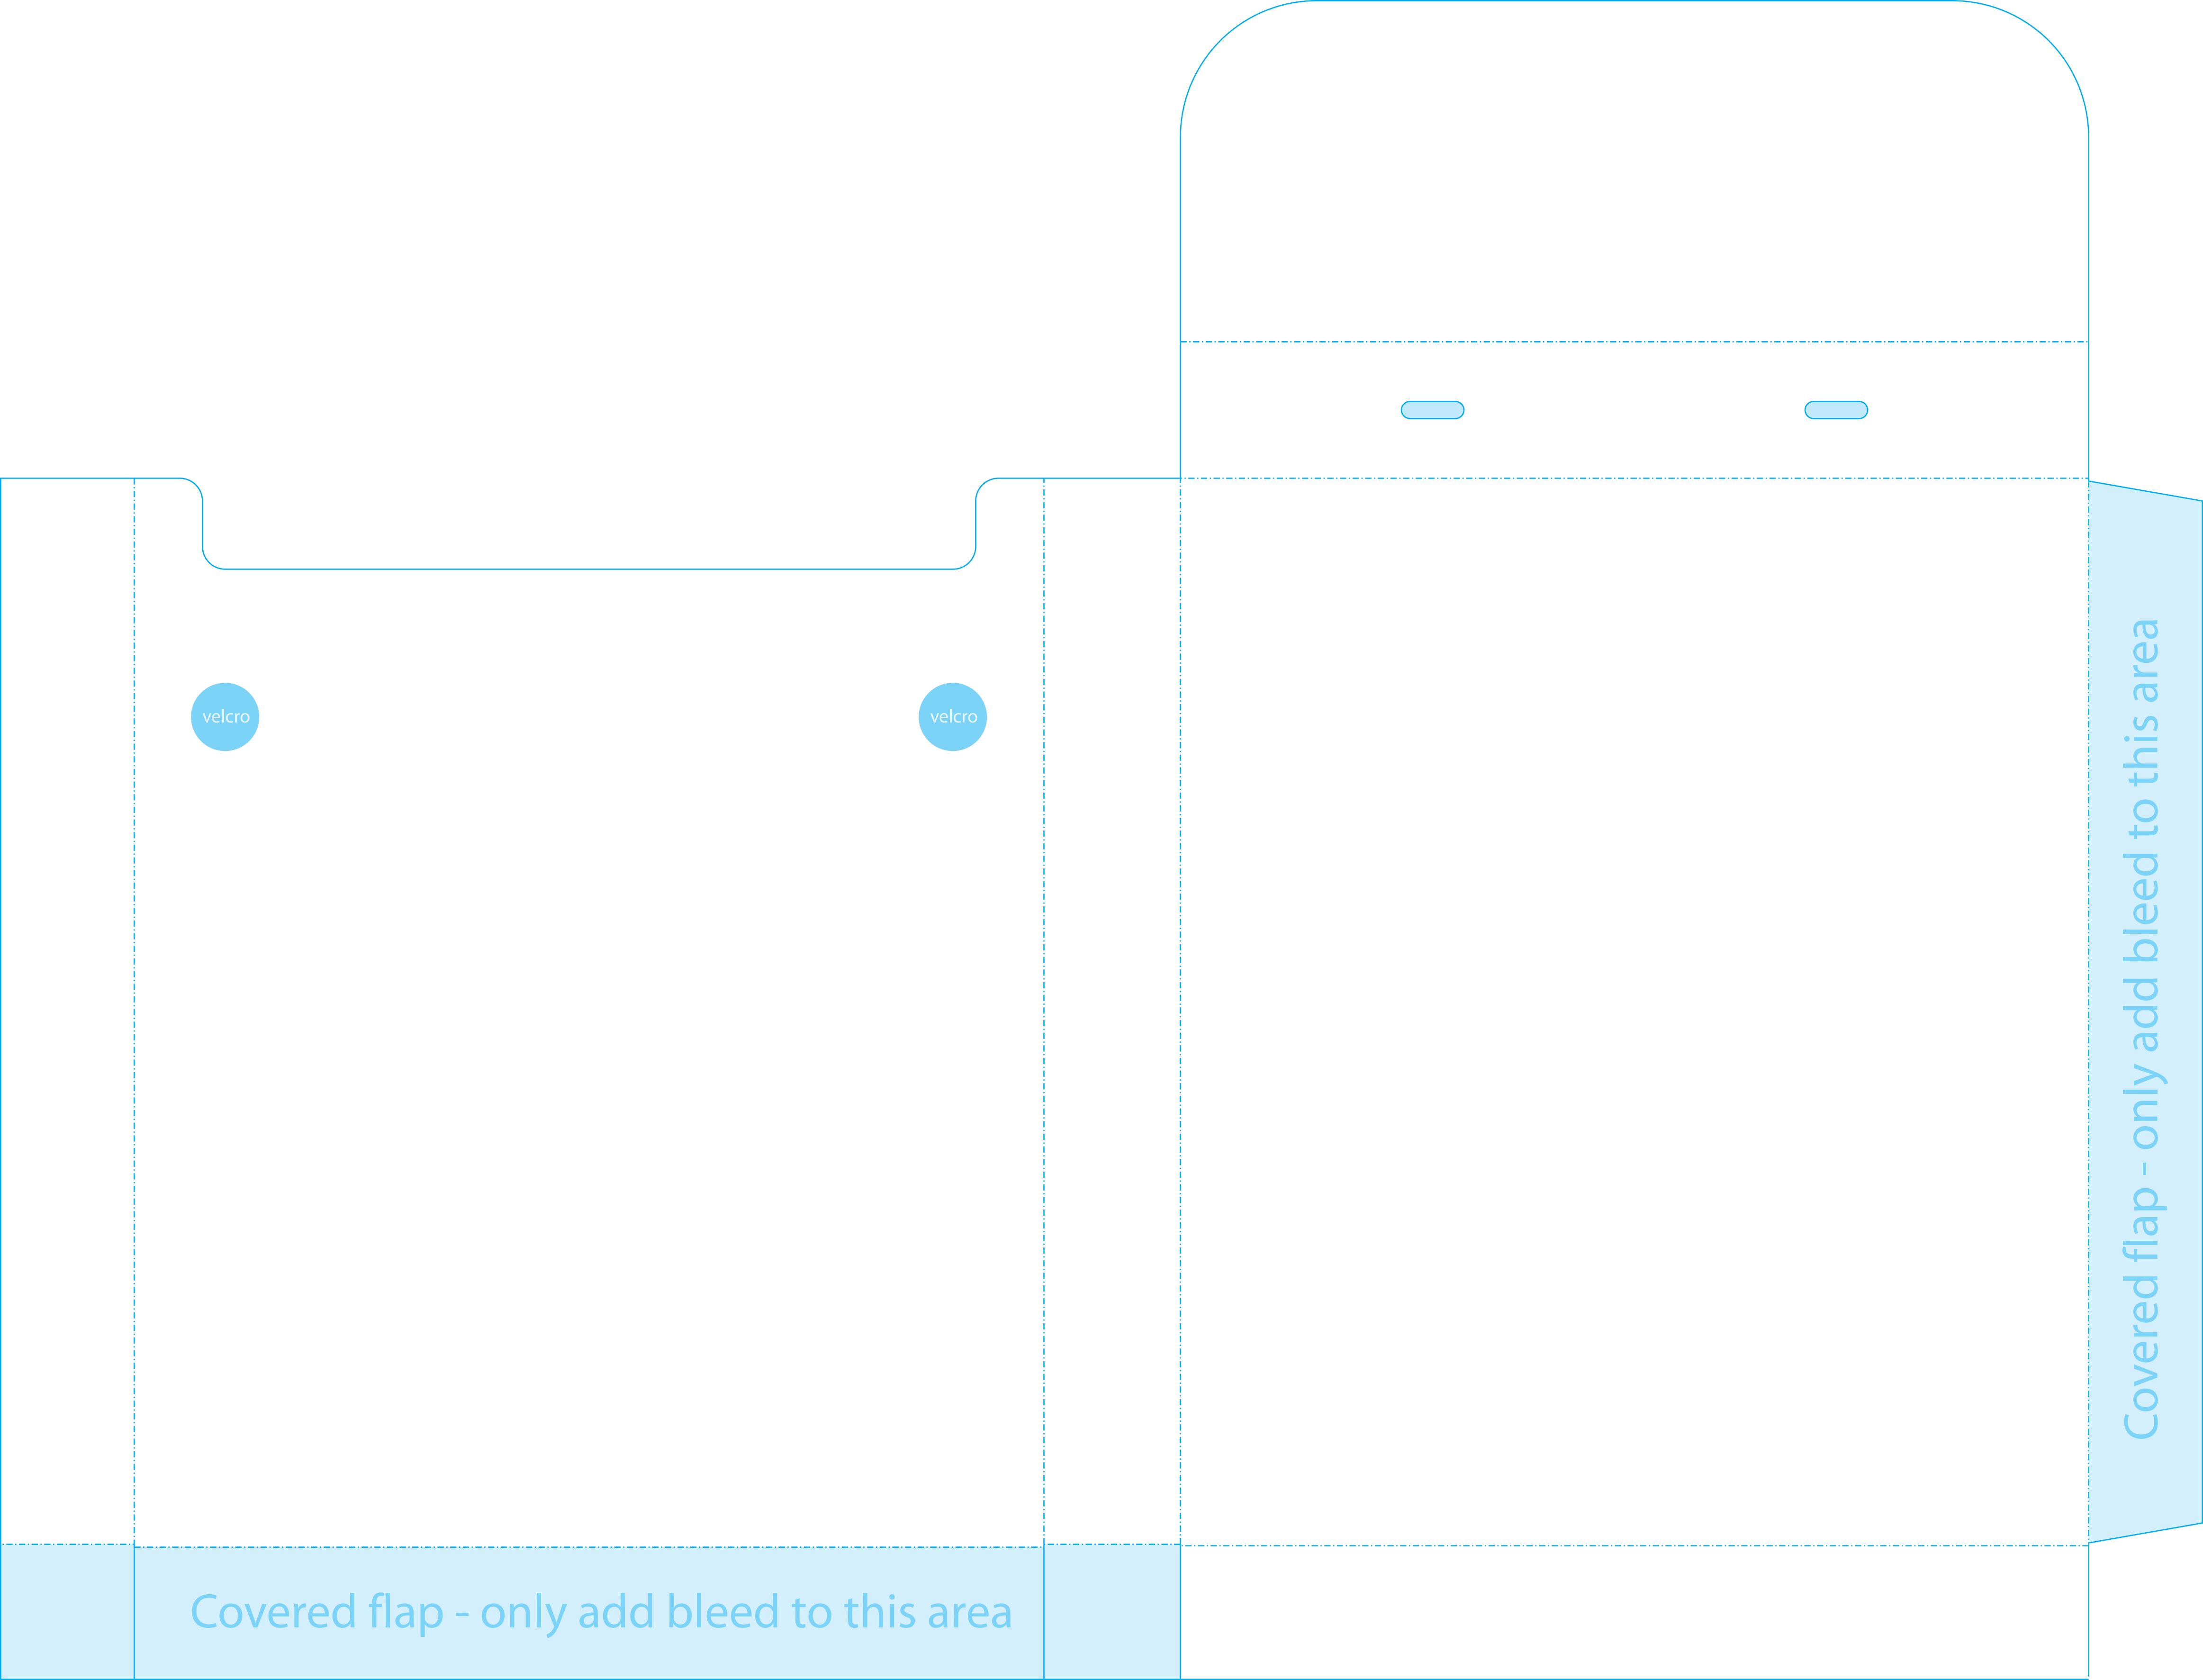 velcro
velcro
Covered flap - only add bleed to this area
Covered flap - only add bleed to this area